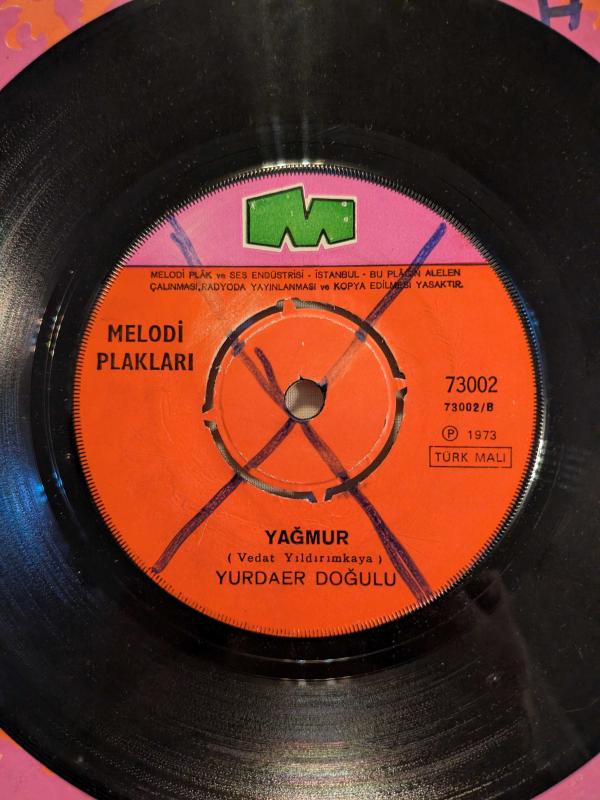 H
MELODİ PLÂK ve SES ENDÜSTRİSİ - İSTANBUL - BU PLAĞIN ALELEN
ÇALINMASI, RADYODA YAYINLANMASI ve KOPYA EDİLMESİ YASAKTIR.
MELODİ
PLAKLARI
73002
73002/B
Ⓟ 1973
TÜRK MALI
YAĞMUR
( Vedat Yıldırımkaya )
YURDAER DOĞULU